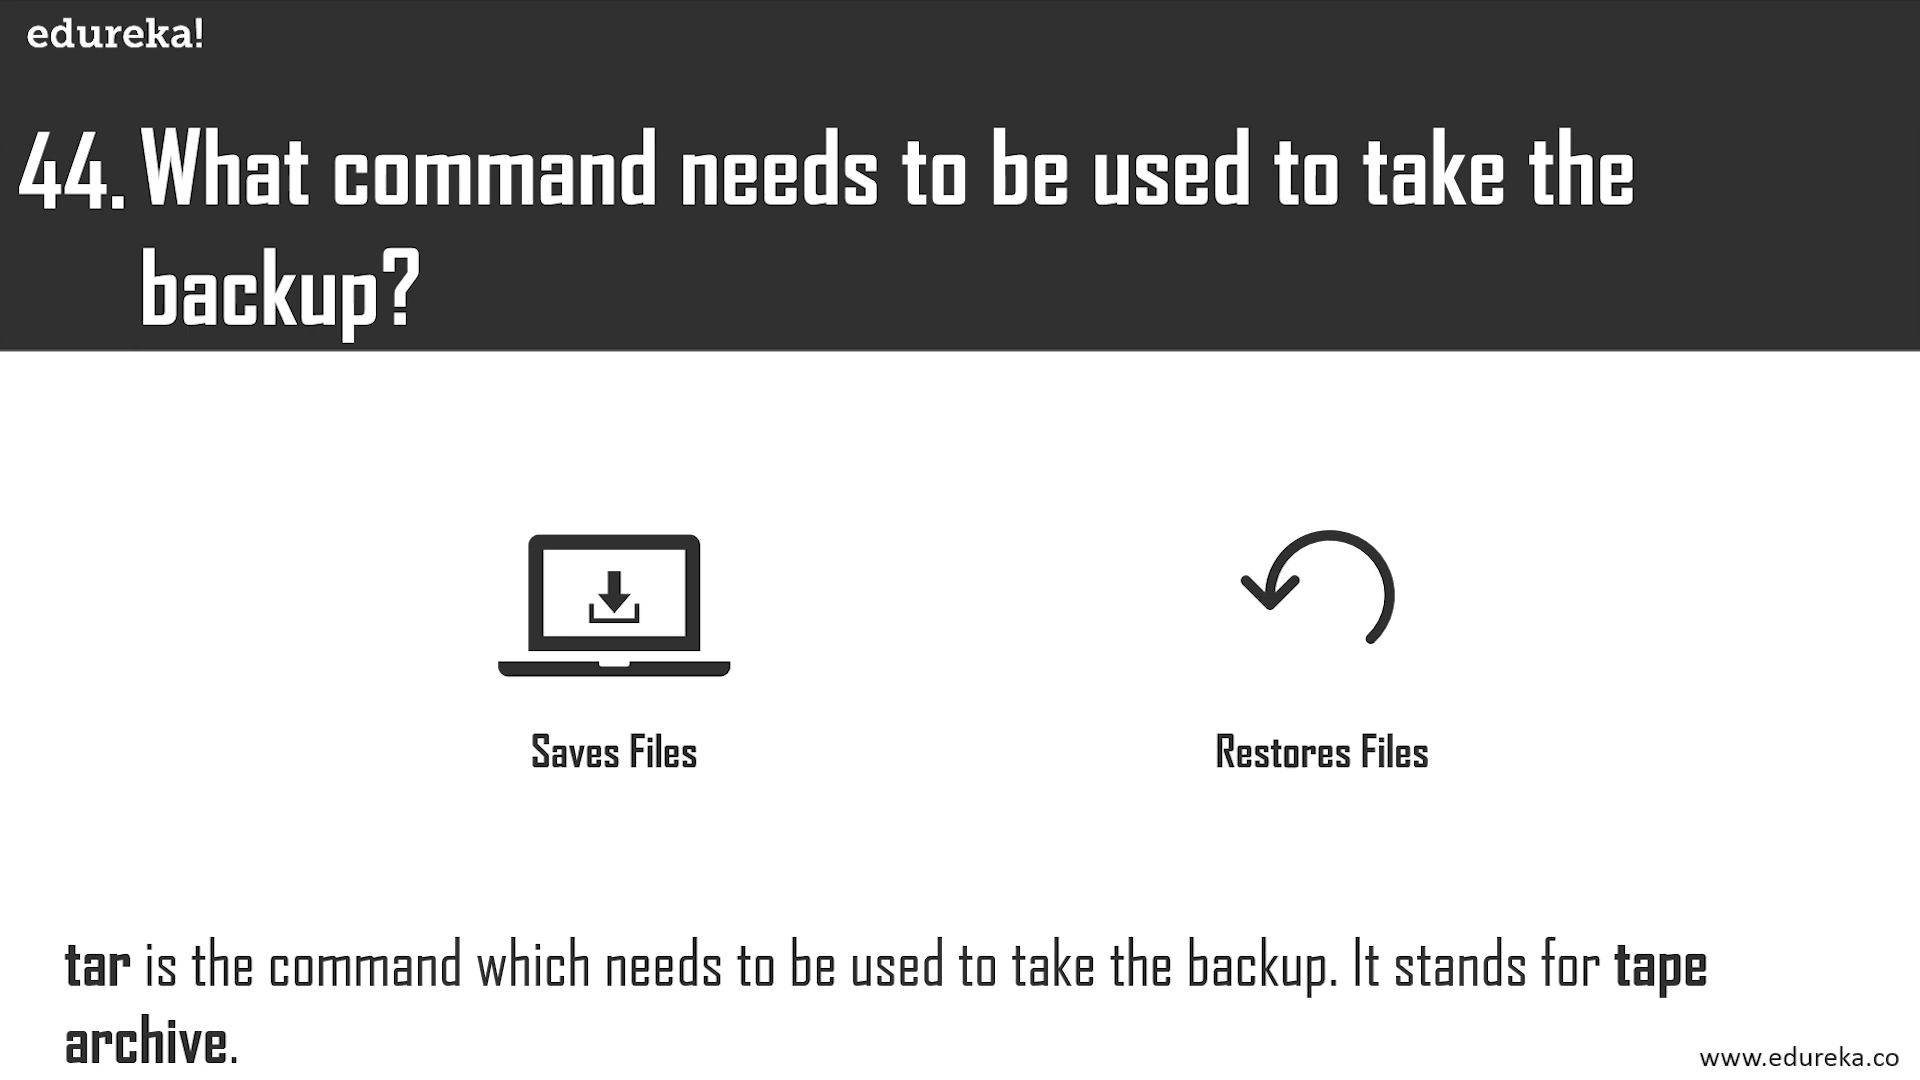 edureka!
44. What command needs to be used to take the
backup?
Saves Files
Restores Files
tar is the command which needs to be used to take the backup. It stands for tape
archive.
www.edureka.co